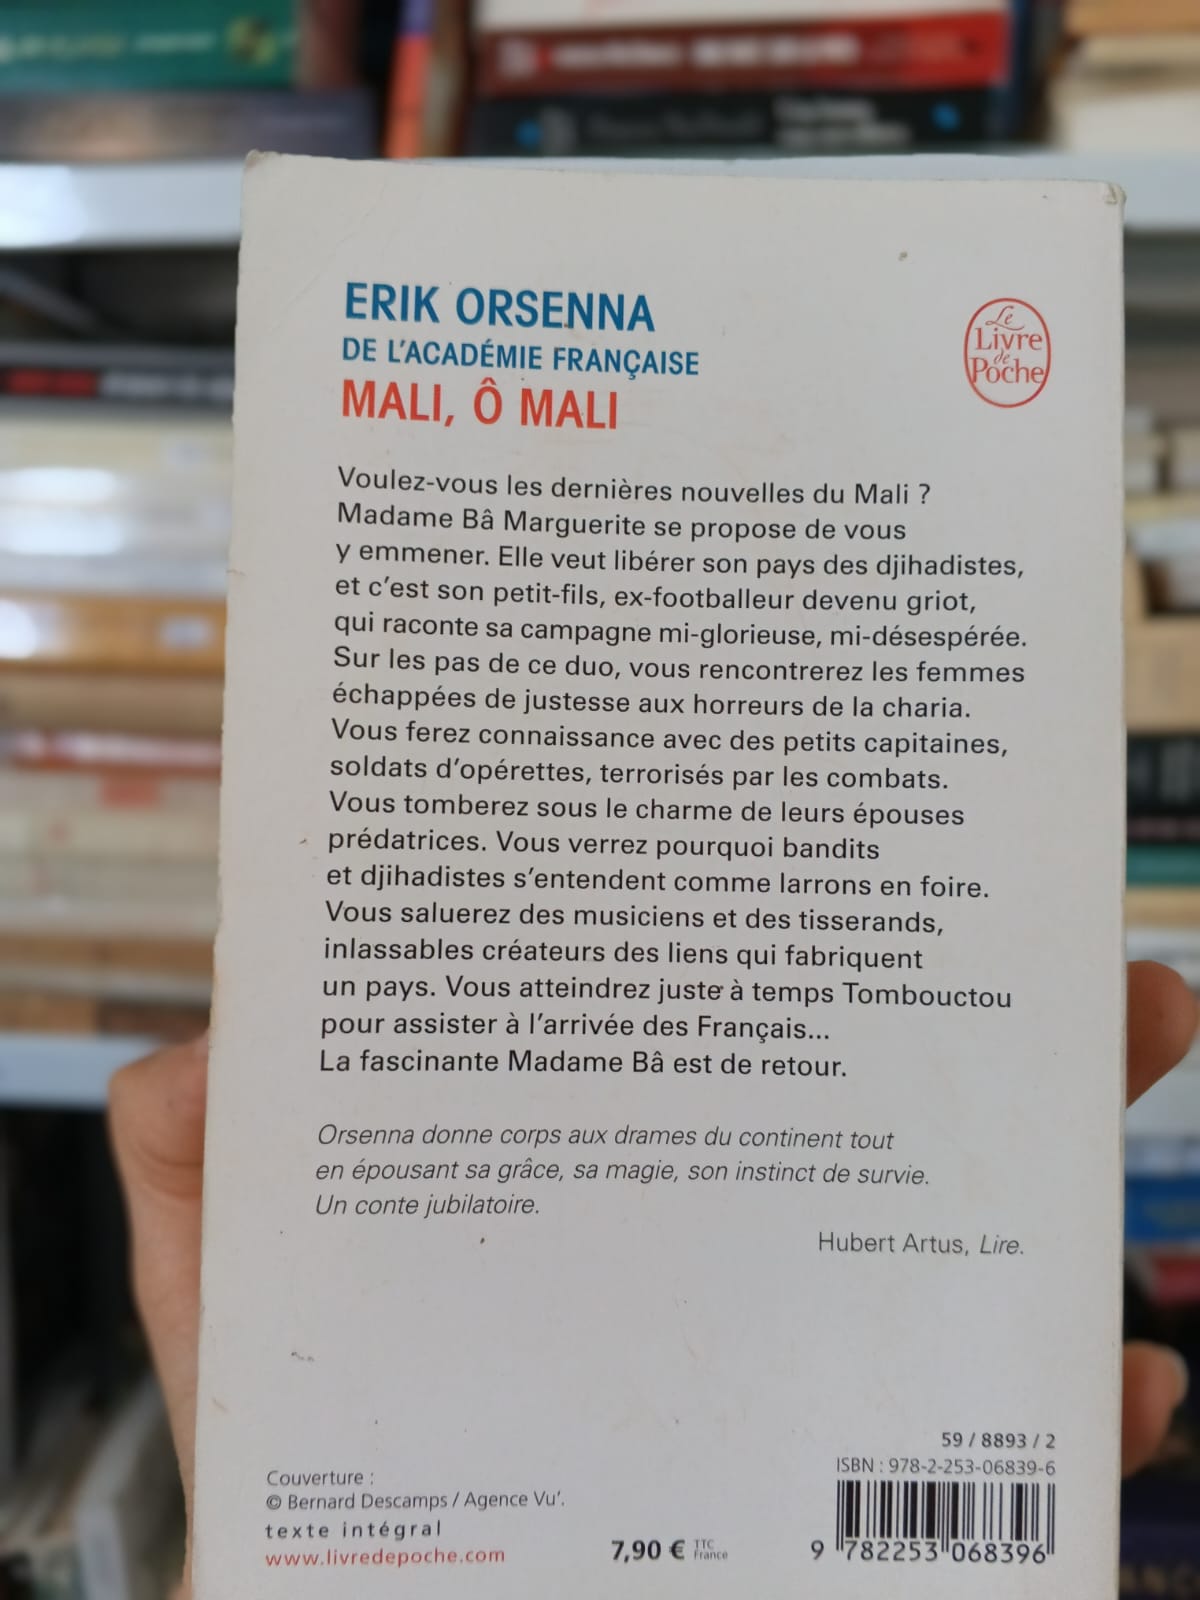 ERIK ORSENNA
DE L'ACADÉMIE FRANÇAISE
MALI, Ô MALI
Le
Livre
de
Poche
Voulez-vous les dernières nouvelles du Mali ?
Madame Bâ Marguerite se propose de vous
y emmener. Elle veut libérer son pays des djihadistes,
et c'est son petit-fils, ex-footballeur devenu griot,
qui raconte sa campagne mi-glorieuse, mi-désespérée.
Sur les pas de ce duo, vous rencontrerez les femmes
échappées de justesse aux horreurs de la charia.
Vous ferez connaissance avec des petits capitaines,
soldats d'opérettes, terrorisés par les combats.
Vous tomberez sous le charme de leurs épouses
prédatrices. Vous verrez pourquoi bandits
et djihadistes s'entendent comme larrons en foire.
Vous saluerez des musiciens et des tisserands,
inlassables créateurs des liens qui fabriquent
un pays. Vous atteindrez juste à temps Tombouctou
pour assister à l'arrivée des Français...
La fascinante Madame Bâ est de retour.
Orsenna donne corps aux drames du continent tout
en épousant sa grâce, sa magie, son instinct de survie.
Un conte jubilatoire.
Hubert Artus, Lire.
59 / 8893 / 2
ISBN : 978-2-253-06839-6
Couverture :
© Bernard Descamps / Agence Vu'.
texte intégral
www.livredepoche.com
7,90 € TTC France
9 782253 068396